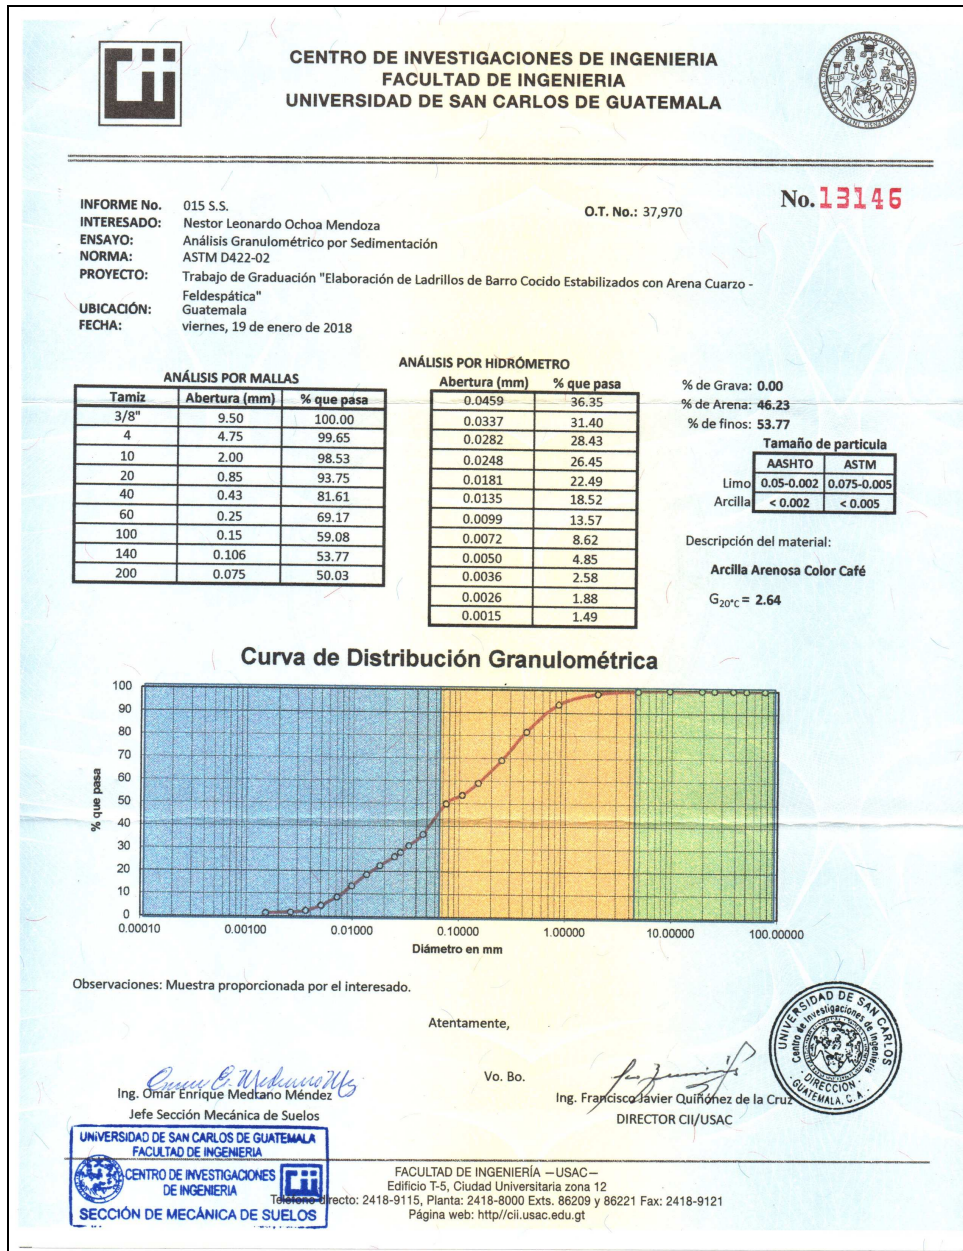 CENTRO DE INVESTIGACIONES DE INGENIERIA
FACULTAD DE INGENIERIA
UNIVERSIDAD DE SAN CARLOS DE GUATEMALA
No. 13146
INFORME No. 015 S.S.
O.T. No.: 37,970
INTERESADO: Nestor Leonardo Ochoa Mendoza
ENSAYO: Análisis Granulométrico por Sedimentación
NORMA: ASTM D422-02
PROYECTO: Trabajo de Graduación "Elaboración de Ladrillos de Barro Cocido Estabilizados con Arena Cuarzo -
Feldespática"
UBICACIÓN: Guatemala
FECHA: viernes, 19 de enero de 2018
ANÁLISIS POR MALLAS
Tamiz Abertura (mm) % que pasa
3/8" 9.50 100.00
4 4.75 99.65
10 2.00 98.53
20 0.85 93.75
40 0.43 81.61
60 0.25 69.17
100 0.15 59.08
140 0.106 53.77
200 0.075 50.03
ANÁLISIS POR HIDRÓMETRO
Abertura (mm) % que pasa
0.0459 36.35
0.0337 31.40
0.0282 28.43
0.0248 26.45
0.0181 22.49
0.0135 18.52
0.0099 13.57
0.0072 8.62
0.0050 4.85
0.0036 2.58
0.0026 1.88
0.0015 1.49
% de Grava: 0.00
% de Arena: 46.23
% de finos: 53.77
Tamaño de particula
AASHTO ASTM
Limo 0.05-0.002 0.075-0.005
Arcilla < 0.002 < 0.005
Descripción del material:
Arcilla Arenosa Color Café
G20°C = 2.64
Curva de Distribución Granulométrica
% que pasa
100
90
80
70
60
50
40
30
20
10
0
0.00010 0.00100 0.01000 0.10000 1.00000 10.00000 100.00000
Diámetro en mm
Observaciones: Muestra proporcionada por el interesado.
Atentamente,
Vo. Bo.
Ing. Omar Enrique Medrano Méndez
Jefe Sección Mecánica de Suelos
Ing. Francisco Javier Quiñónez de la Cruz
DIRECTOR CII/USAC
UNIVERSIDAD DE SAN CARLOS
Centro de Investigaciones de Ingeniería
DIRECCION
GUATEMALA, C. A.
UNIVERSIDAD DE SAN CARLOS DE GUATEMALA
FACULTAD DE INGENIERIA
CENTRO DE INVESTIGACIONES
DE INGENIERIA
SECCIÓN DE MECÁNICA DE SUELOS
FACULTAD DE INGENIERÍA —USAC—
Edificio T-5, Ciudad Universitaria zona 12
Teléfono directo: 2418-9115, Planta: 2418-8000 Exts. 86209 y 86221 Fax: 2418-9121
Página web: http//cii.usac.edu.gt